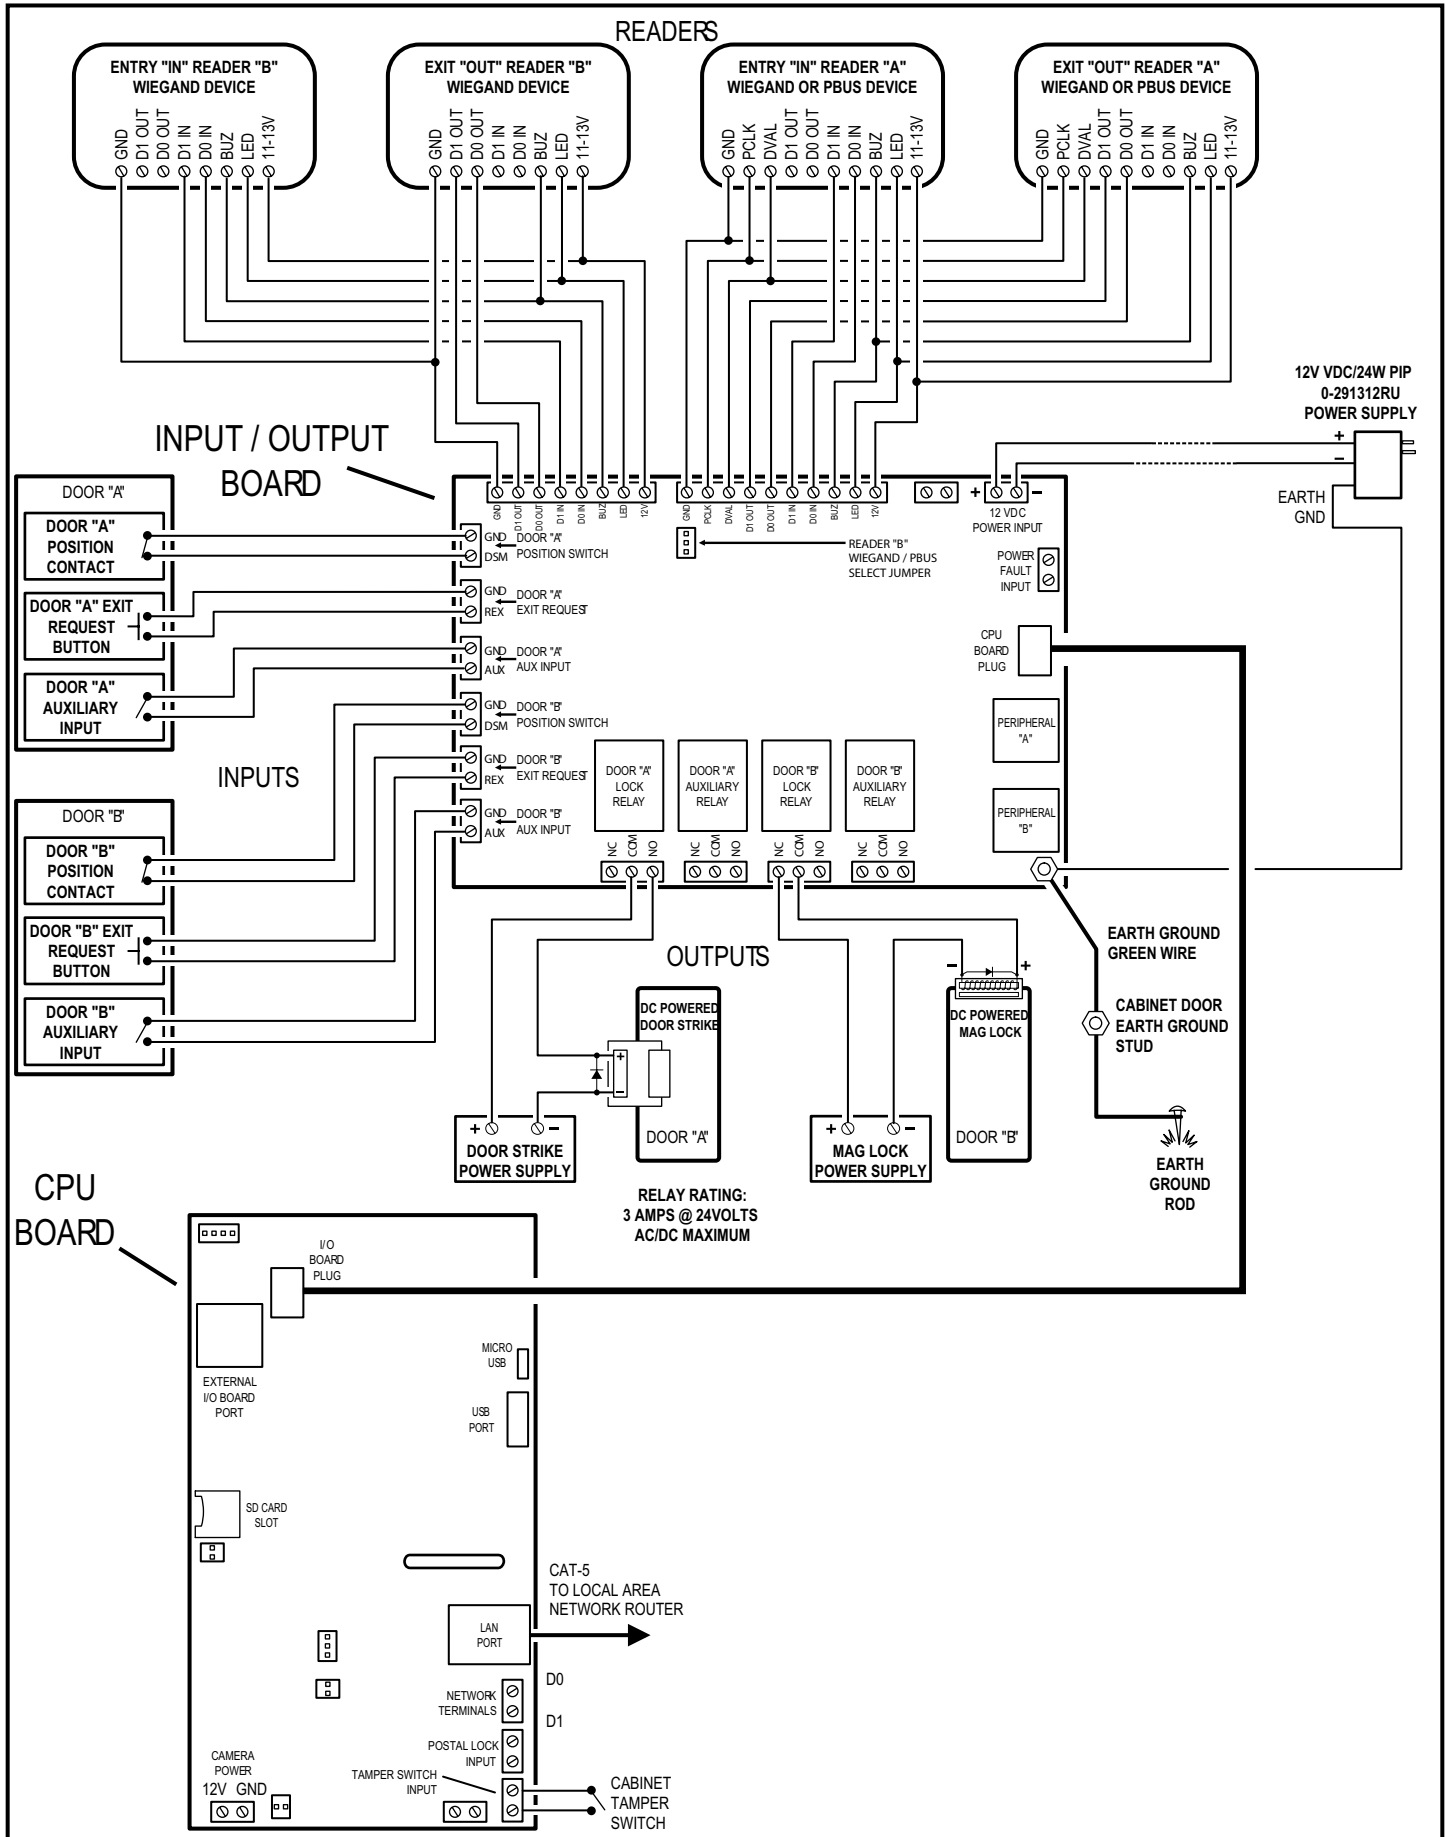 READERS
ENTRY "IN" READER "B"
WIEGAND DEVICE
GND
D1 OUT
D0 OUT
D1 IN
D0 IN
BUZ
LED
11-13V
EXIT "OUT" READER "B"
WIEGAND DEVICE
GND
D1 OUT
D0 OUT
D1 IN
D0 IN
BUZ
LED
11-13V
ENTRY "IN" READER "A"
WIEGAND OR PBUS DEVICE
GND
PCLK
DVAL
D1 OUT
D0 OUT
D1 IN
D0 IN
BUZ
LED
11-13V
EXIT "OUT" READER "A"
WIEGAND OR PBUS DEVICE
GND
PCLK
DVAL
D1 OUT
D0 OUT
D1 IN
D0 IN
BUZ
LED
11-13V
12V VDC/24W PIP
0-291312RU
POWER SUPPLY
+
−
EARTH
GND
INPUT / OUTPUT
BOARD
GND
D1 OUT
D0 OUT
D1 IN
D0 IN
BUZ
LED
12V
GND
PCLK
DVAL
D1 OUT
D0 OUT
D1 IN
D0 IN
BUZ
LED
12V
+ −
12 VDC
POWER INPUT
READER "B"
WIEGAND / PBUS
SELECT JUMPER
POWER
FAULT
INPUT
CPU
BOARD
PLUG
PERIPHERAL
"A"
PERIPHERAL
"B"
DOOR "A"
DOOR "A"
POSITION
CONTACT
DOOR "A" EXIT
REQUEST
BUTTON
DOOR "A"
AUXILIARY
INPUT
INPUTS
DOOR "B"
DOOR "B"
POSITION
CONTACT
DOOR "B" EXIT
REQUEST
BUTTON
DOOR "B"
AUXILIARY
INPUT
GND DOOR "A"
DSM POSITION SWITCH
GND DOOR "A"
REX EXIT REQUEST
GND DOOR "A"
AUX AUX INPUT
GND DOOR "B"
DSM POSITION SWITCH
GND DOOR "B"
REX EXIT REQUEST
GND DOOR "B"
AUX AUX INPUT
DOOR "A"
LOCK
RELAY
NC
COM
NO
DOOR "A"
AUXILIARY
RELAY
NC
COM
NO
DOOR "B"
LOCK
RELAY
NC
COM
NO
DOOR "B"
AUXILIARY
RELAY
NC
COM
NO
OUTPUTS
DC POWERED
DOOR STRIKE
+
−
DOOR "A"
− +
DC POWERED
MAG LOCK
DOOR "B"
+ −
DOOR STRIKE
POWER SUPPLY
+ −
MAG LOCK
POWER SUPPLY
RELAY RATING:
3 AMPS @ 24VOLTS
AC/DC MAXIMUM
EARTH GROUND
GREEN WIRE
CABINET DOOR
EARTH GROUND
STUD
EARTH
GROUND
ROD
CPU
BOARD
I/O
BOARD
PLUG
EXTERNAL
I/O BOARD
PORT
MICRO
USB
USB
PORT
SD CARD
SLOT
CAT-5
TO LOCAL AREA
NETWORK ROUTER
LAN
PORT
D0
NETWORK
TERMINALS
D1
POSTAL LOCK
INPUT
TAMPER SWITCH
INPUT
CAMERA
POWER
12V GND
CABINET
TAMPER
SWITCH